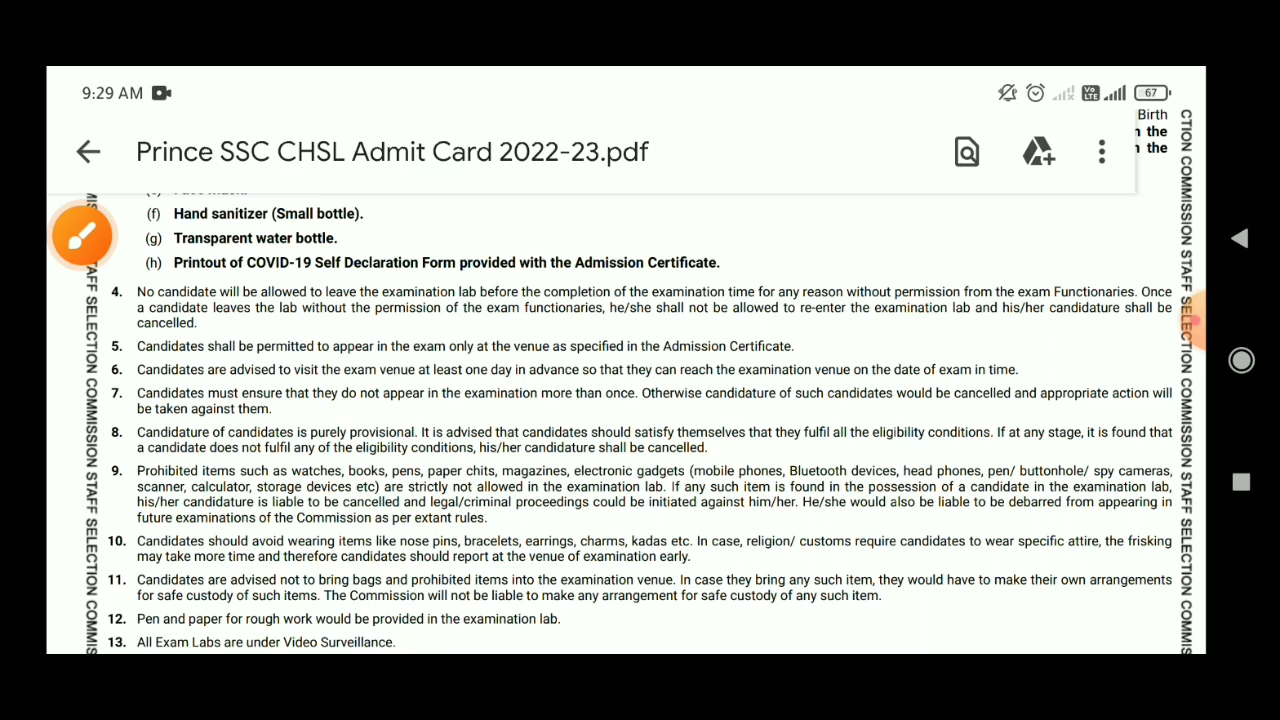 9:29 AM
Vo LTE
67
Prince SSC CHSL Admit Card 2022-23.pdf
Birth
the
the
(f) Hand sanitizer (Small bottle).
(g) Transparent water bottle.
(h) Printout of COVID-19 Self Declaration Form provided with the Admission Certificate.
4. No candidate will be allowed to leave the examination lab before the completion of the examination time for any reason without permission from the exam Functionaries. Once
a candidate leaves the lab without the permission of the exam functionaries, he/she shall not be allowed to re-enter the examination lab and his/her candidature shall be
cancelled.
5. Candidates shall be permitted to appear in the exam only at the venue as specified in the Admission Certificate.
6. Candidates are advised to visit the exam venue at least one day in advance so that they can reach the examination venue on the date of exam in time.
7. Candidates must ensure that they do not appear in the examination more than once. Otherwise candidature of such candidates would be cancelled and appropriate action will
be taken against them.
8. Candidature of candidates is purely provisional. It is advised that candidates should satisfy themselves that they fulfil all the eligibility conditions. If at any stage, it is found that
a candidate does not fulfil any of the eligibility conditions, his/her candidature shall be cancelled.
9. Prohibited items such as watches, books, pens, paper chits, magazines, electronic gadgets (mobile phones, Bluetooth devices, head phones, pen/ buttonhole/ spy cameras,
scanner, calculator, storage devices etc) are strictly not allowed in the examination lab. If any such item is found in the possession of a candidate in the examination lab,
his/her candidature is liable to be cancelled and legal/criminal proceedings could be initiated against him/her. He/she would also be liable to be debarred from appearing in
future examinations of the Commission as per extant rules.
10. Candidates should avoid wearing items like nose pins, bracelets, earrings, charms, kadas etc. In case, religion/ customs require candidates to wear specific attire, the frisking
may take more time and therefore candidates should report at the venue of examination early.
11. Candidates are advised not to bring bags and prohibited items into the examination venue. In case they bring any such item, they would have to make their own arrangements
for safe custody of such items. The Commission will not be liable to make any arrangement for safe custody of any such item.
12. Pen and paper for rough work would be provided in the examination lab.
13. All Exam Labs are under Video Surveillance.
TAFF SELECTION COMMISSION STAFF SELECTION COMMIS
CTION COMMISSION STAFF SELECTION COMMISSION STAFF SELECTION COMMIS